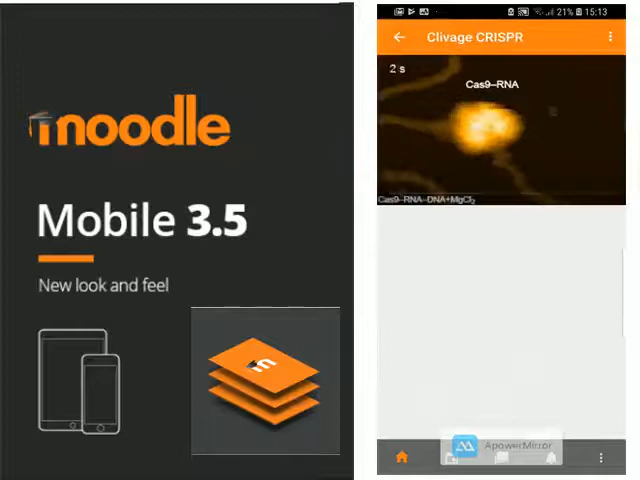 moodle
Mobile 3.5
New look and feel
m
21% 15:13
Clivage CRISPR
2 s
Cas9–RNA
Cas9–RNA–DNA+MgCl₂
ApowerMirror